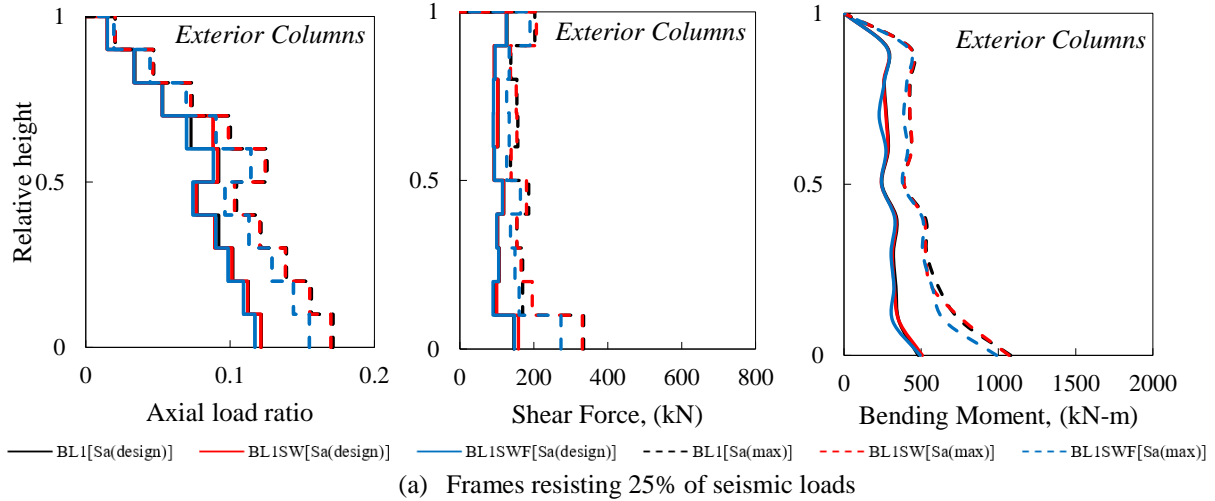 1
Exterior Columns
Relative height
0.5
0
0
0.1
0.2
Axial load ratio
1
Exterior Columns
0.5
0
0
200
400
600
800
Shear Force, (kN)
1
Exterior Columns
0.5
0
0
500
1000
1500
2000
Bending Moment, (kN-m)
BL1[Sa(design)] BL1SW[Sa(design)] BL1SWF[Sa(design)] BL1[Sa(max)] BL1SW[Sa(max)] BL1SWF[Sa(max)]
(a) Frames resisting 25% of seismic loads